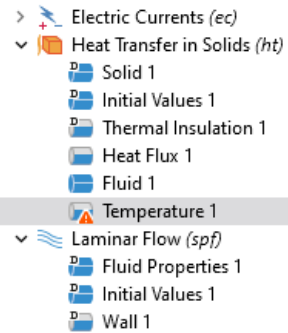 Electric Currents (ec)
Heat Transfer in Solids (ht)
D Solid 1
D Initial Values 1
D Thermal Insulation 1
Heat Flux 1
Fluid 1
Temperature 1
Laminar Flow (spf)
D Fluid Properties 1
D Initial Values 1
D Wall 1